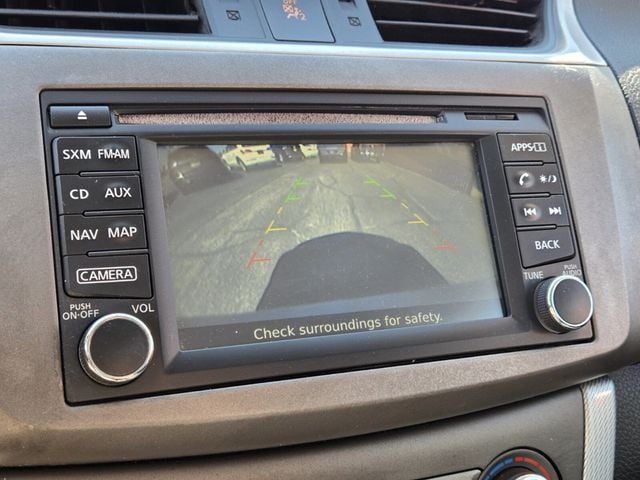 SXM FM·AM
CD AUX
NAV MAP
CAMERA
PUSH
ON·OFF
VOL
APPS
BACK
TUNE
PUSH
AUDIO
Check surroundings for safety.